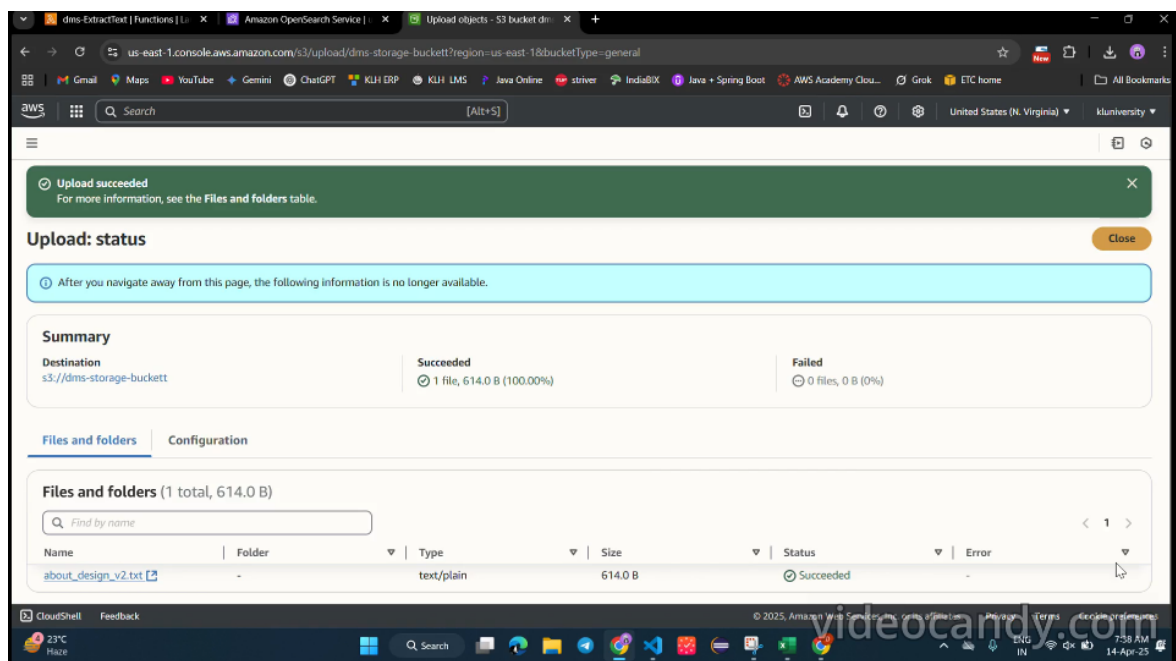 dms-ExtractText | Functions | La
Amazon OpenSearch Service |
Upload objects - S3 bucket dm
us-east-1.console.aws.amazon.com/s3/upload/dms-storage-buckett?region=us-east-1&bucketType=general
New
Gmail Maps YouTube Gemini ChatGPT KLH ERP KLH LMS Java Online striver IndiaBIX Java + Spring Boot AWS Academy Clou... Grok ETC home All Bookmarks
aws Search [Alt+S] United States (N. Virginia) kluniversity
Upload succeeded
For more information, see the Files and folders table.
Upload: status
Close
After you navigate away from this page, the following information is no longer available.
Summary
Destination Succeeded Failed
s3://dms-storage-buckett 1 file, 614.0 B (100.00%) 0 files, 0 B (0%)
Files and folders Configuration
Files and folders (1 total, 614.0 B)
Find by name
1
Name Folder Type Size Status Error
about_design_v2.txt - text/plain 614.0 B Succeeded -
CloudShell Feedback © 2025, Amazon Web Services, Inc. or its affiliates. Privacy Terms Cookie preferences
videocandy.com
4
23°C
Haze
Search
ENG
IN
7:38 AM
14-Apr-25